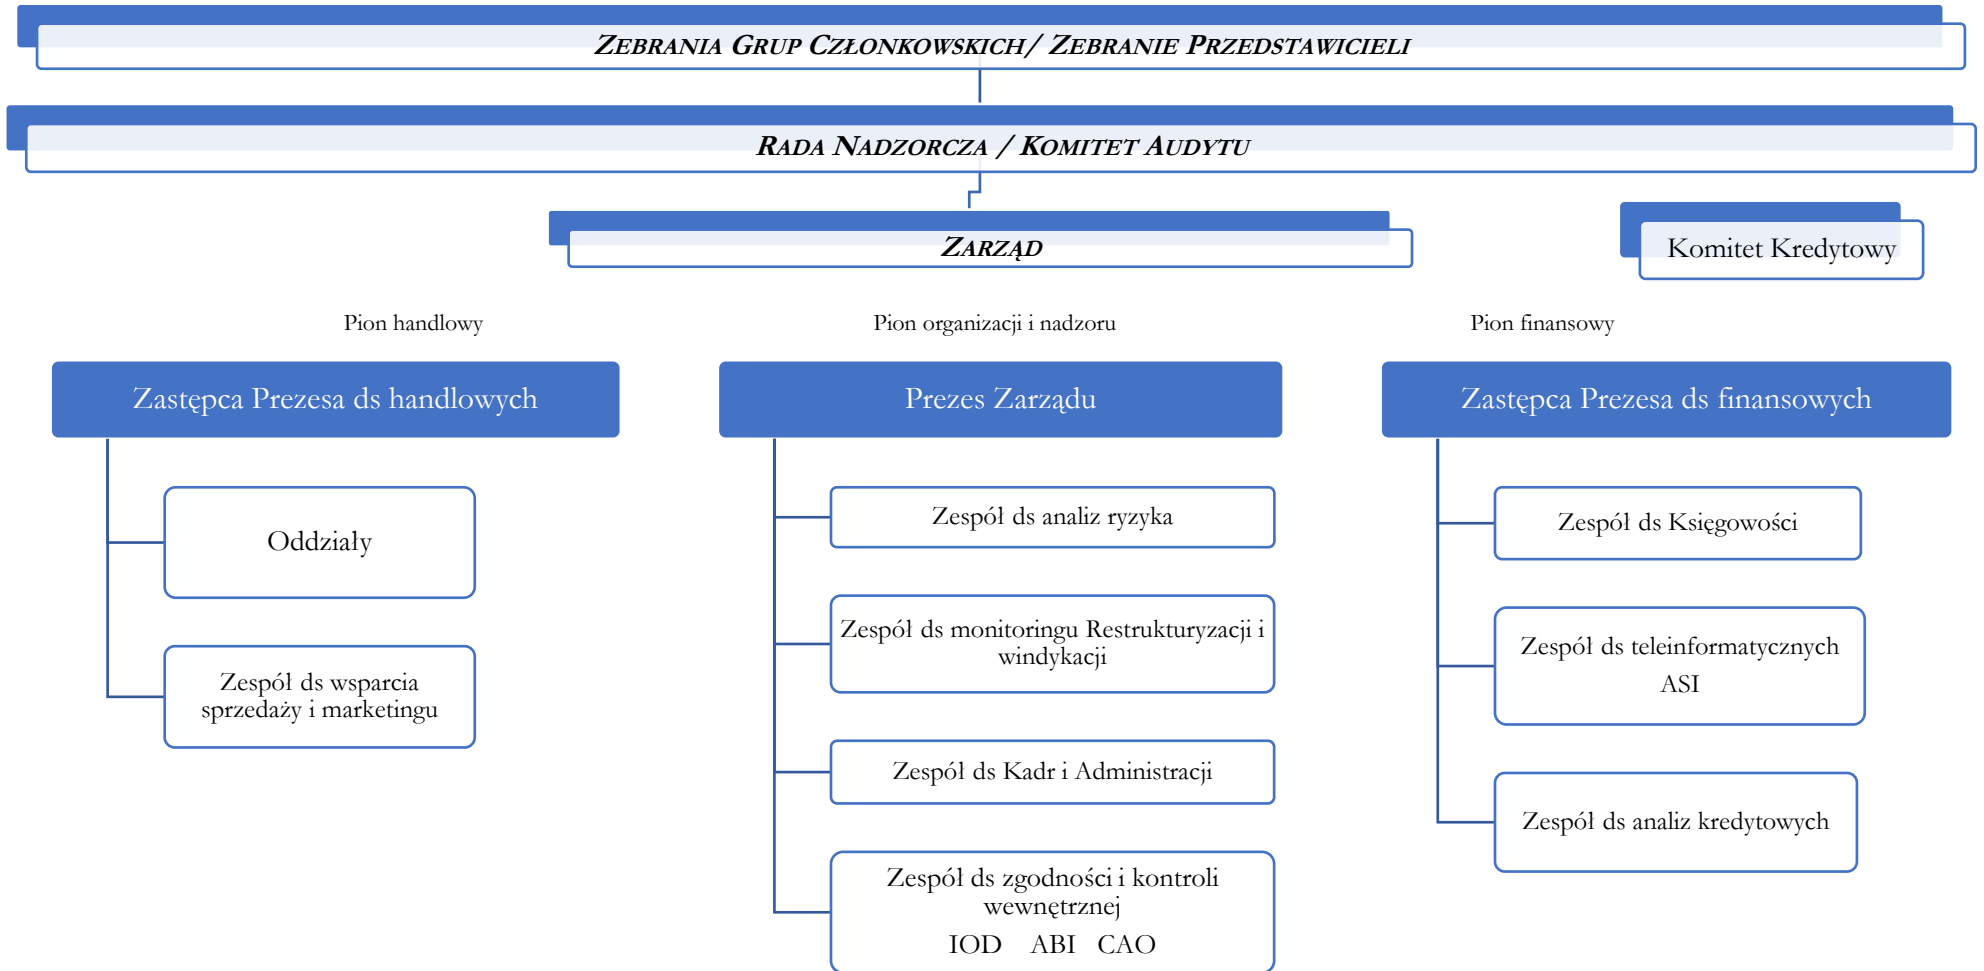 ZEBRANIA GRUP CZŁONKOWSKICH/ ZEBRANIE PRZEDSTAWICIELI
RADA NADZORCZA / KOMITET AUDYTU
ZARZĄD
Komitet Kredytowy
Pion handlowy
Pion organizacji i nadzoru
Pion finansowy
Zastępca Prezesa ds handlowych
Prezes Zarządu
Zastępca Prezesa ds finansowych
Oddziały
Zespół ds wsparcia
sprzedaży i marketingu
Zespół ds analiz ryzyka
Zespół ds monitoringu Restrukturyzacji i
windykacji
Zespół ds Kadr i Administracji
Zespół ds zgodności i kontroli
wewnętrznej
IOD ABI CAO
Zespół ds Księgowości
Zespół ds teleinformatycznych
ASI
Zespół ds analiz kredytowych